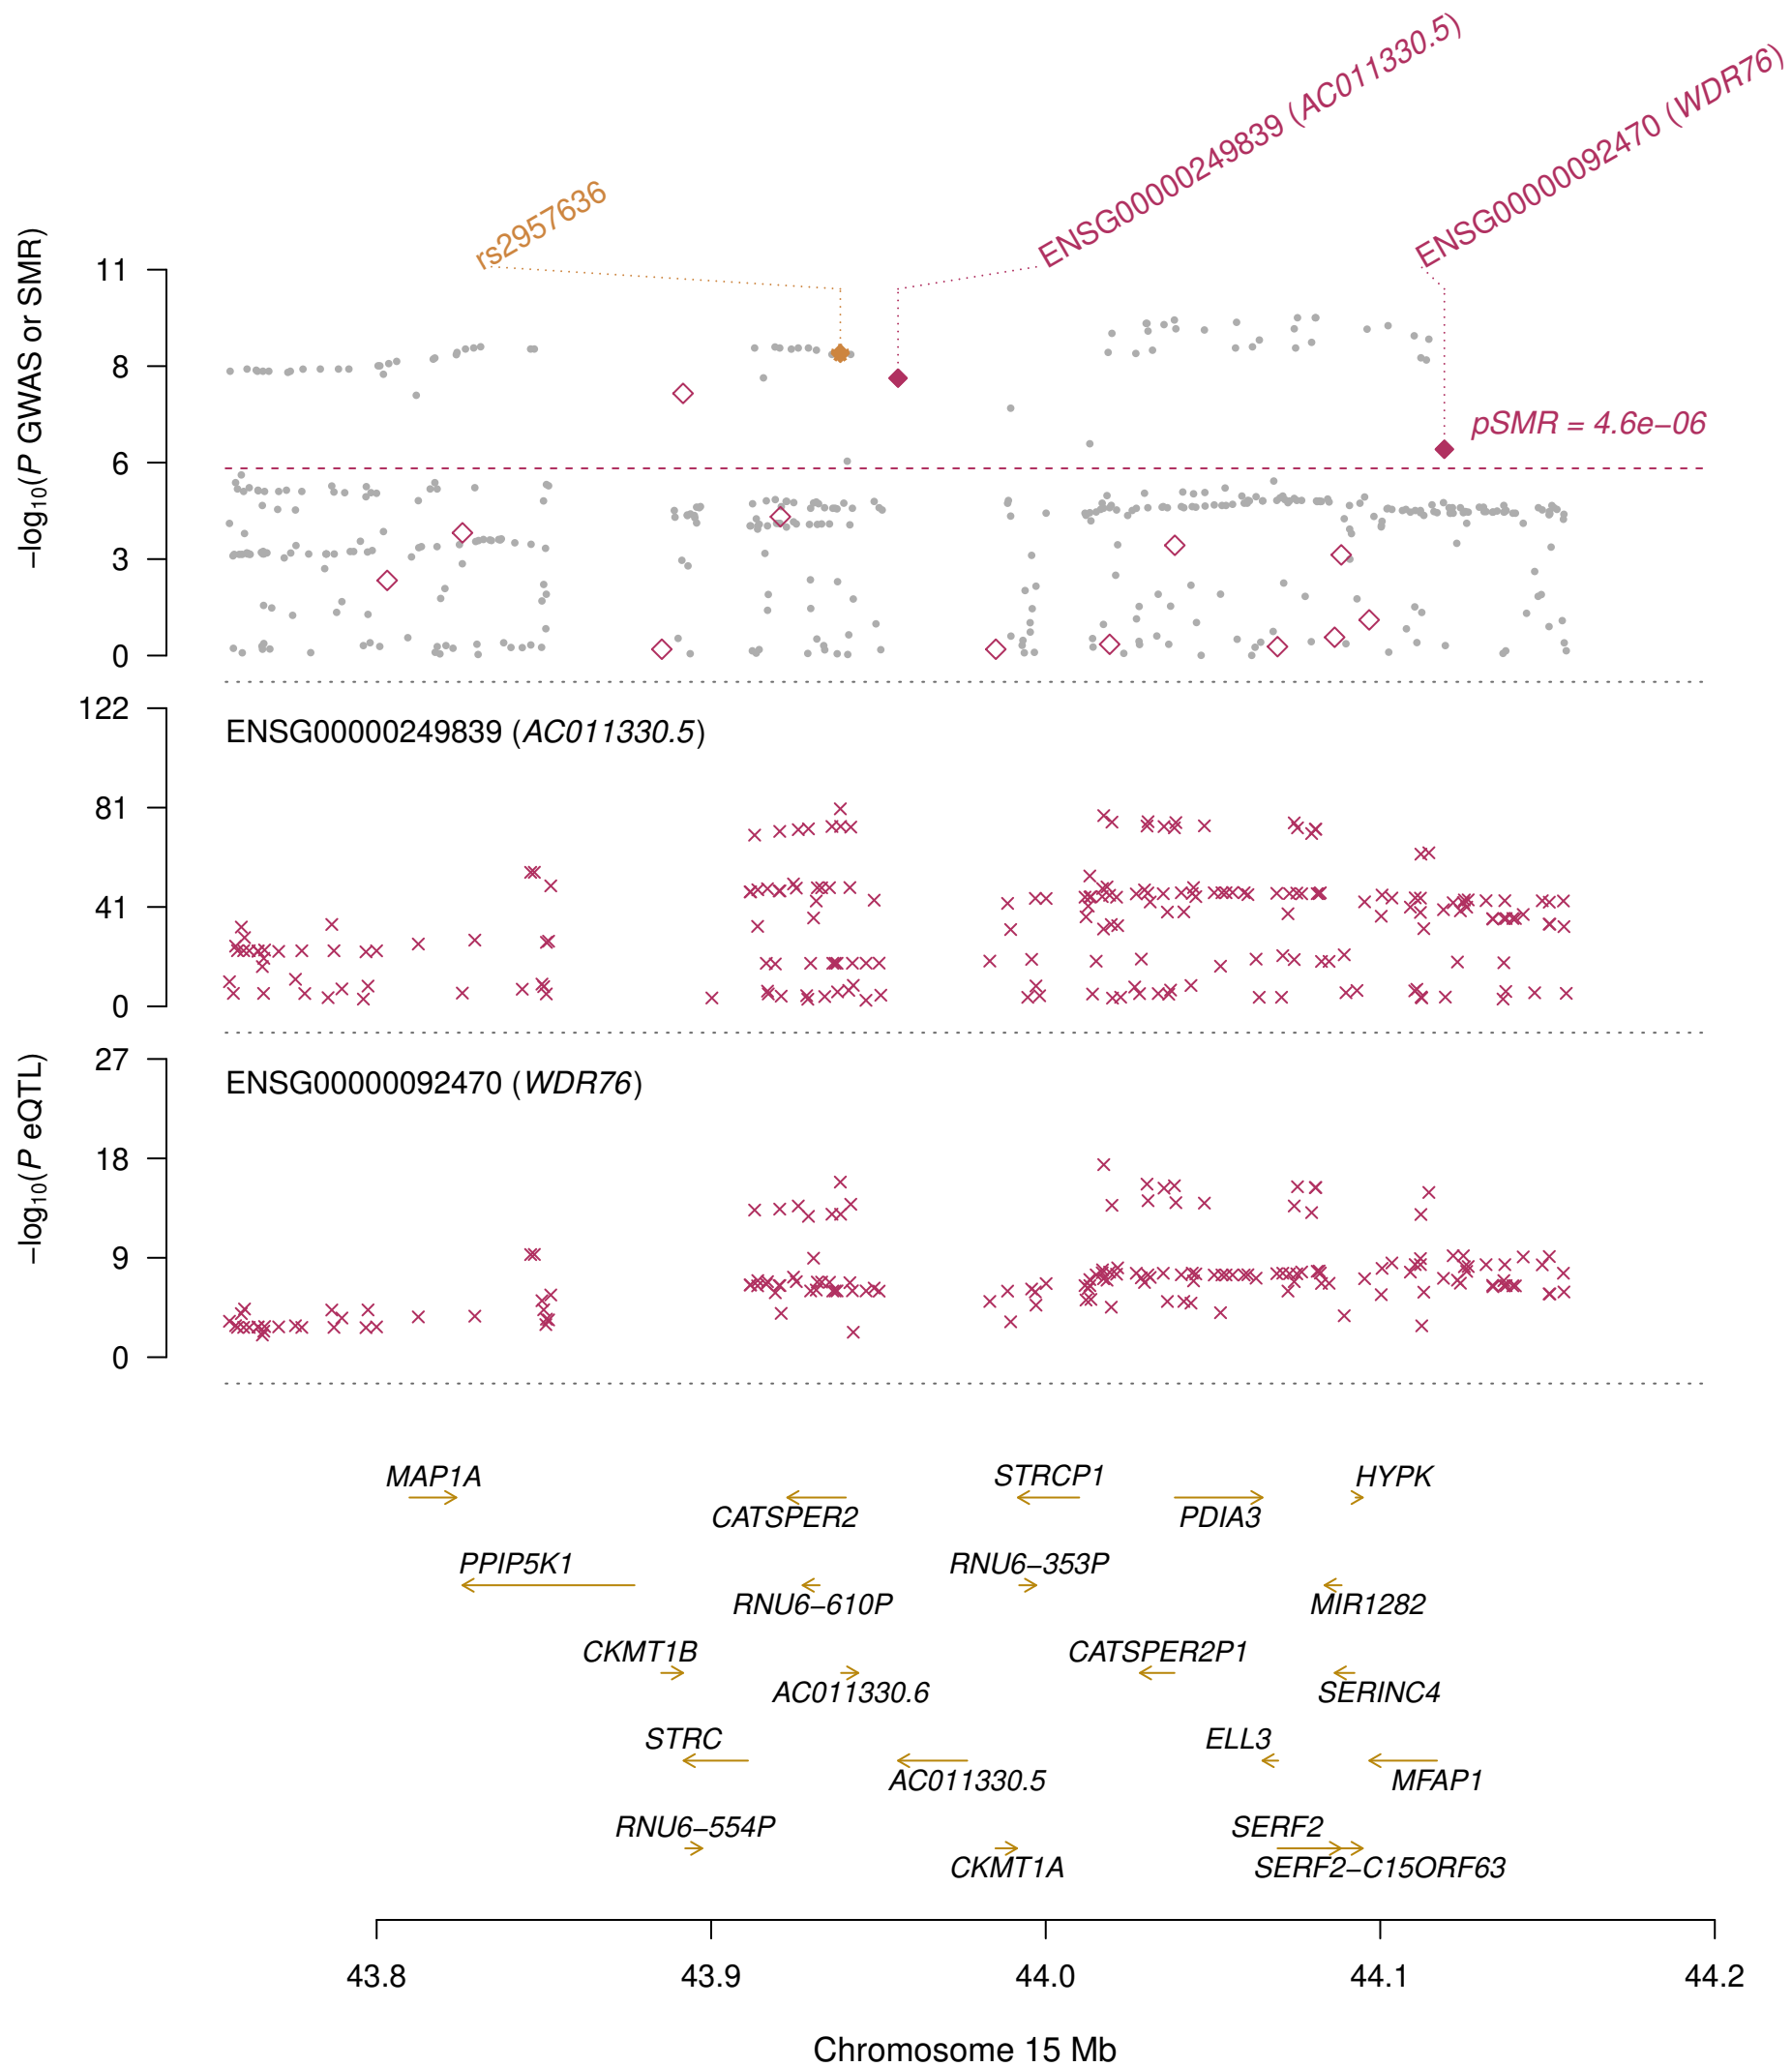 ENSG00000249839 (AC011330.5)
ENSG00000092470 (WDR76)
rs2957636
−log10(P GWAS or SMR)
11
8
6
3
0
pSMR = 4.6e−06
122
81
41
0
ENSG00000249839 (AC011330.5)
−log10(P eQTL)
27
18
9
0
ENSG00000092470 (WDR76)
MAP1A
STRCP1
HYPK
CATSPER2
PDIA3
PPIP5K1
RNU6−353P
RNU6−610P
MIR1282
CKMT1B
CATSPER2P1
AC011330.6
SERINC4
STRC
ELL3
AC011330.5
MFAP1
RNU6−554P
SERF2
CKMT1A
SERF2−C15ORF63
43.8
43.9
44.0
44.1
44.2
Chromosome 15 Mb